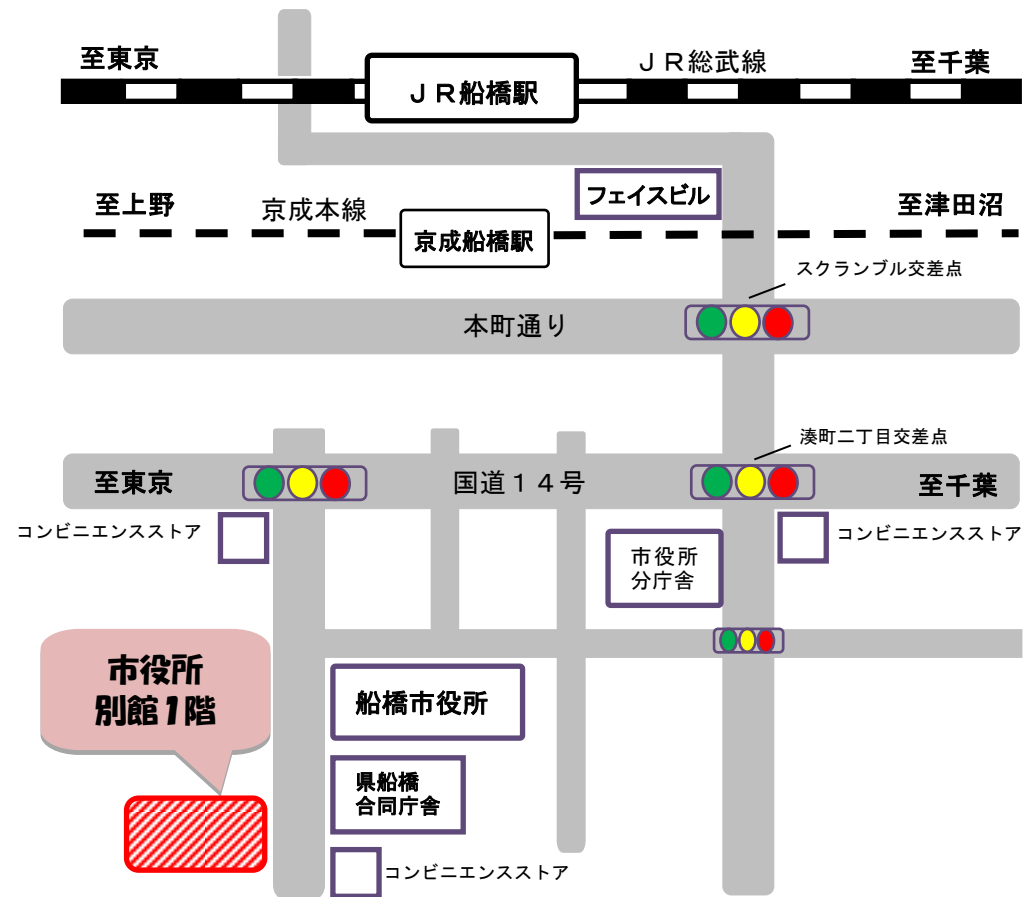 至東京
ＪＲ船橋駅
ＪＲ総武線
至千葉
フェイスビル
至上野
京成本線
京成船橋駅
至津田沼
スクランブル交差点
本町通り
湊町二丁目交差点
至東京
国道１４号
至千葉
コンビニエンスストア
コンビニエンスストア
市役所
分庁舎
市役所
別館1階
船橋市役所
県船橋
合同庁舎
コンビニエンスストア